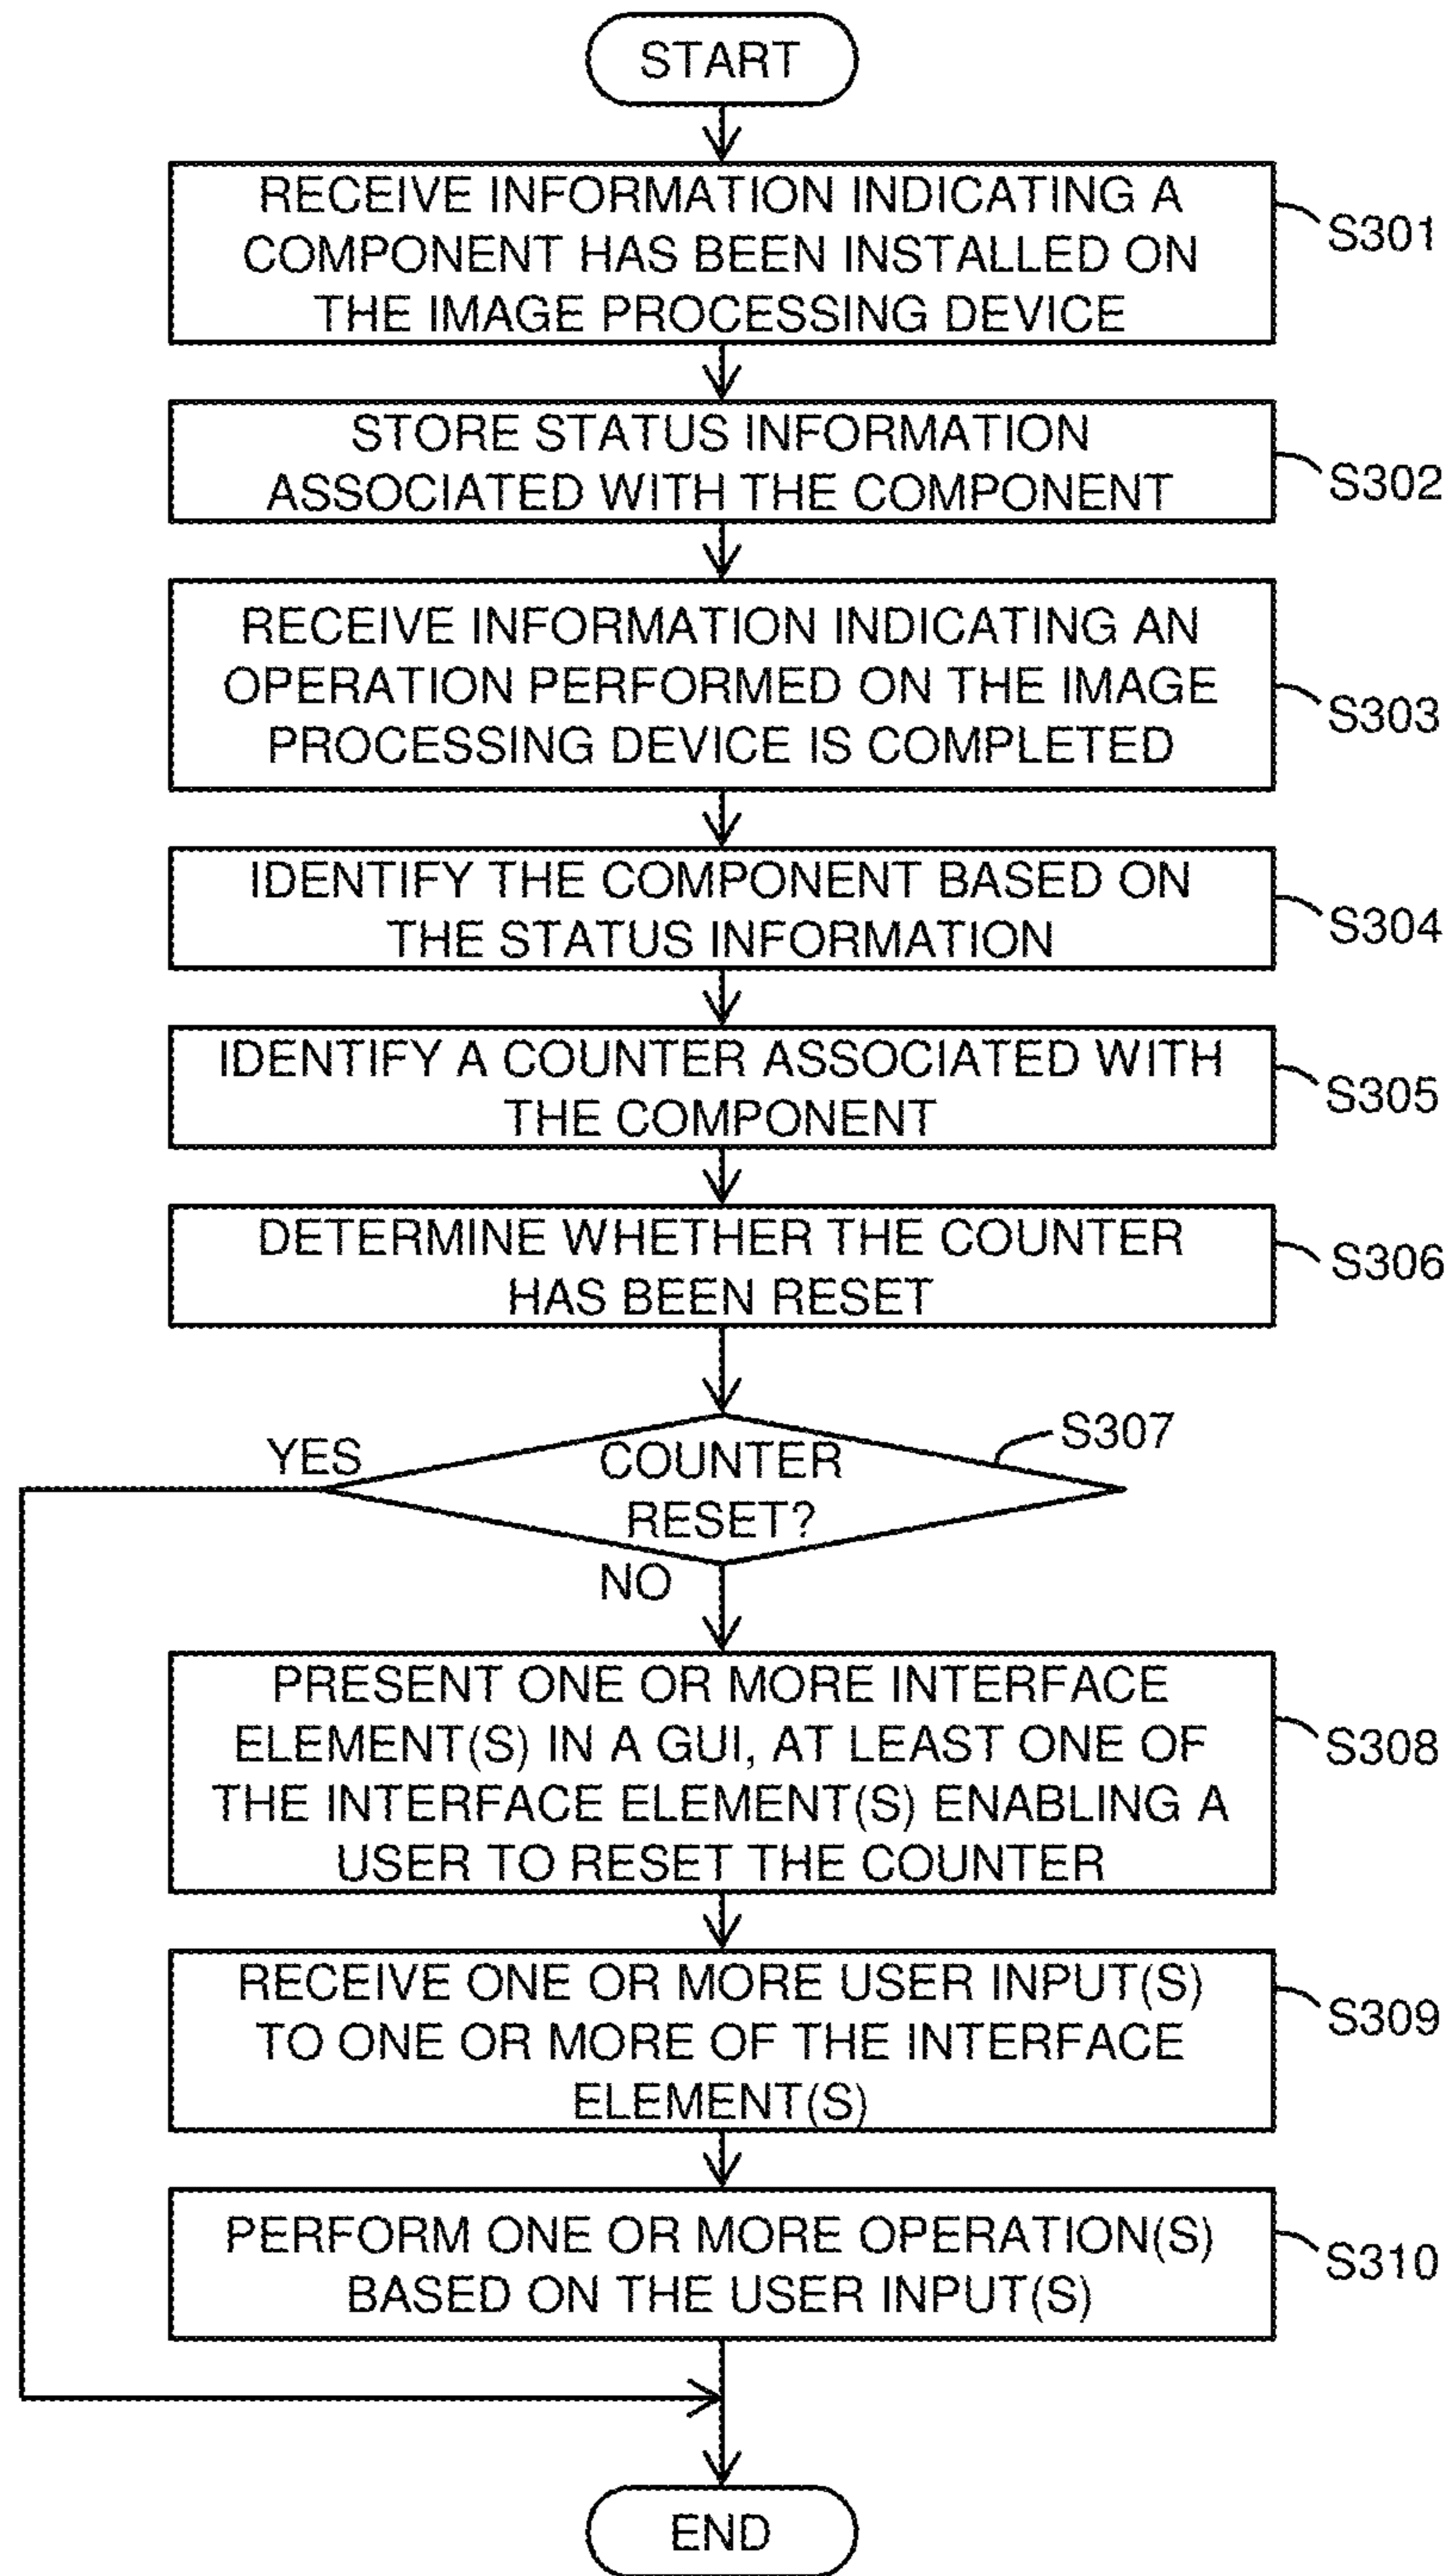 START
RECEIVE INFORMATION INDICATING A
COMPONENT HAS BEEN INSTALLED ON
THE IMAGE PROCESSING DEVICE
S301
STORE STATUS INFORMATION
ASSOCIATED WITH THE COMPONENT
S302
RECEIVE INFORMATION INDICATING AN
OPERATION PERFORMED ON THE IMAGE
PROCESSING DEVICE IS COMPLETED
S303
IDENTIFY THE COMPONENT BASED ON
THE STATUS INFORMATION
S304
IDENTIFY A COUNTER ASSOCIATED WITH
THE COMPONENT
S305
DETERMINE WHETHER THE COUNTER
HAS BEEN RESET
S306
YES
COUNTER
RESET?
S307
NO
PRESENT ONE OR MORE INTERFACE
ELEMENT(S) IN A GUI, AT LEAST ONE OF
THE INTERFACE ELEMENT(S) ENABLING A
USER TO RESET THE COUNTER
S308
RECEIVE ONE OR MORE USER INPUT(S)
TO ONE OR MORE OF THE INTERFACE
ELEMENT(S)
S309
PERFORM ONE OR MORE OPERATION(S)
BASED ON THE USER INPUT(S)
S310
END